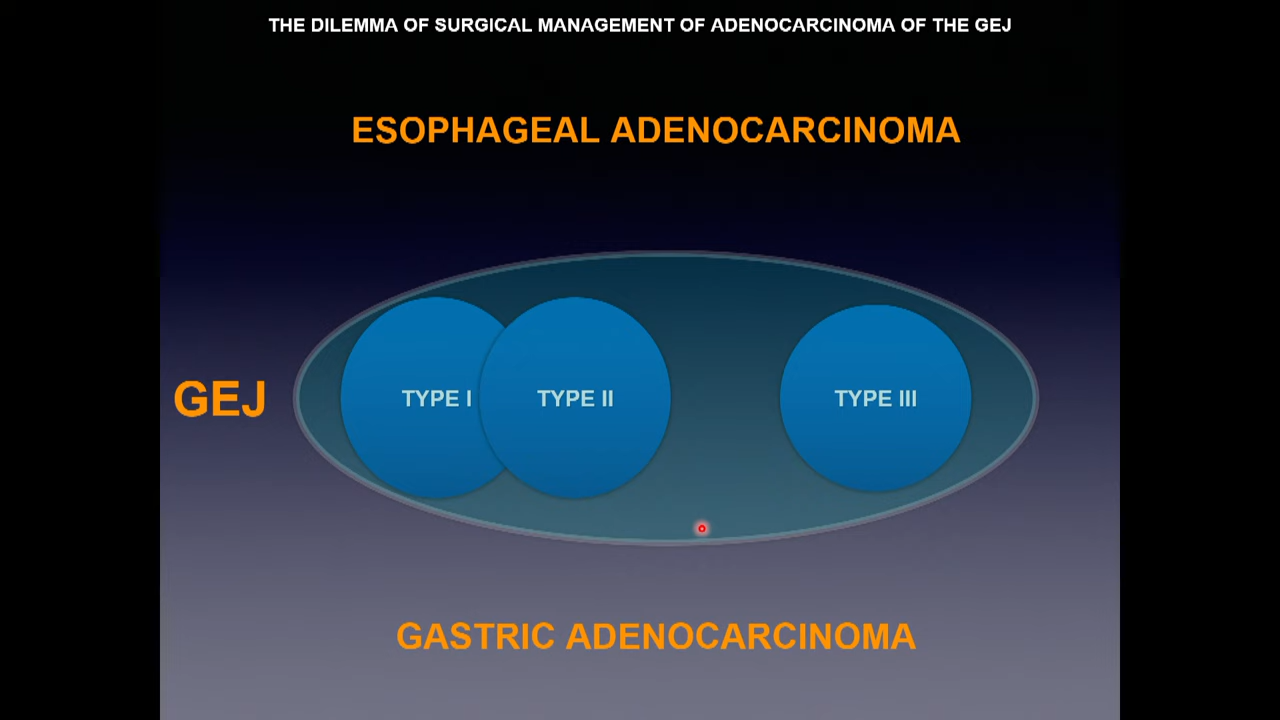 THE DILEMMA OF SURGICAL MANAGEMENT OF ADENOCARCINOMA OF THE GEJ
ESOPHAGEAL ADENOCARCINOMA
GEJ
TYPE I
TYPE II
TYPE III
GASTRIC ADENOCARCINOMA